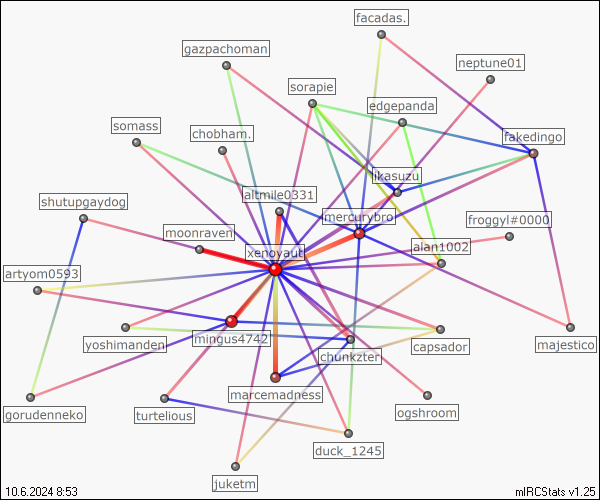 facadas.
gazpachoman
neptune01
sorapie
edgepanda
somass
chobham.
fakedingo
jikasuzu
altmile0331
shutupgaydog
mercurybro
froggyl#0000
moonraven
alan1002
xenoyaut
artyom0593
yoshimanden
mingus4742
capsador
majestico
chunkzter
marcemadness
gorudenneko
turtelious
ogshroom
duck_1245
juketm
10.6.2024 8:53
mIRCStats v1.25